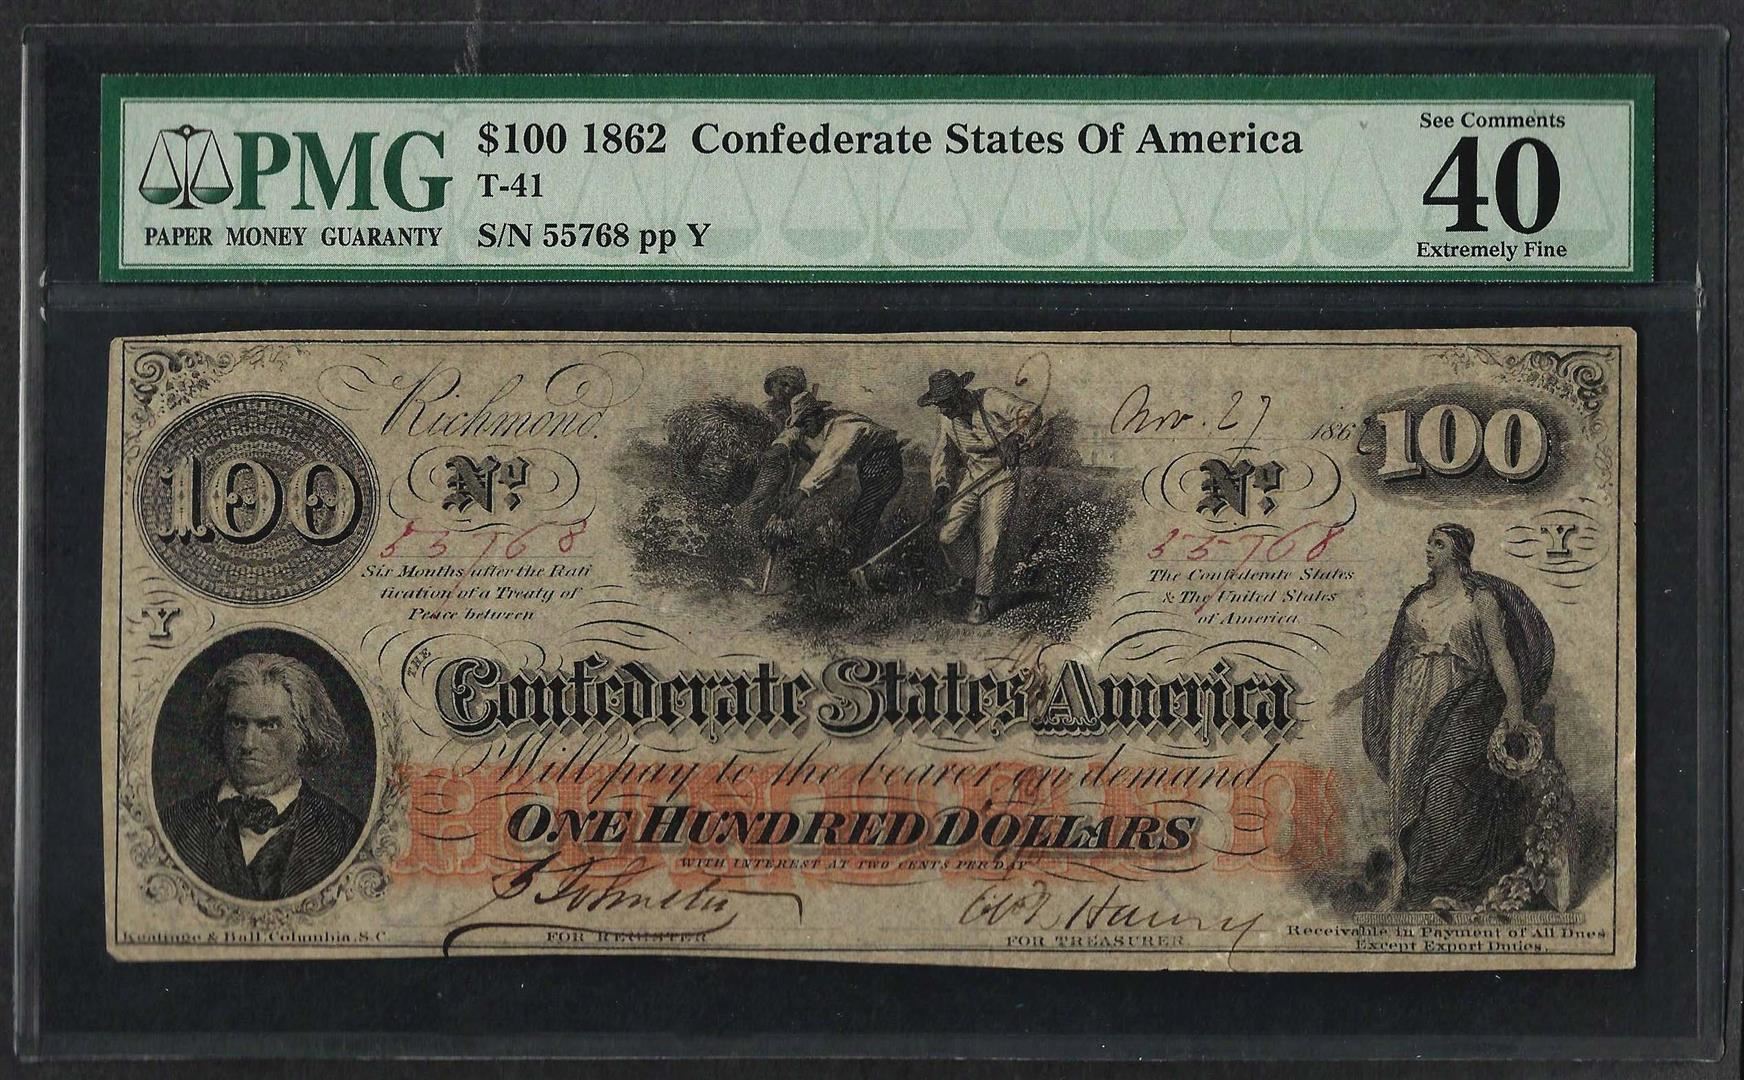 PMG
PAPER MONEY GUARANTY
$100 1862 Confederate States Of America
T-41
S/N 55768 pp Y
See Comments
40
Extremely Fine
Richmond.
Nov. 27 186
100
100
No.
No.
55768
55768
Six Months after the Rati
fication of a Treaty of
Peace between
The Confederate States
& The United States
of America.
Y
Y
THE
Confederate States America
Will pay to the bearer on demand
HUNDRED
ONE HUNDRED DOLLARS
WITH INTEREST AT TWO CENTS PER DAY
FOR REGISTER
FOR TREASURER
Keatinge & Ball, Columbia, S.C.
Receivable in Payment of All Dues
Except Export Duties.